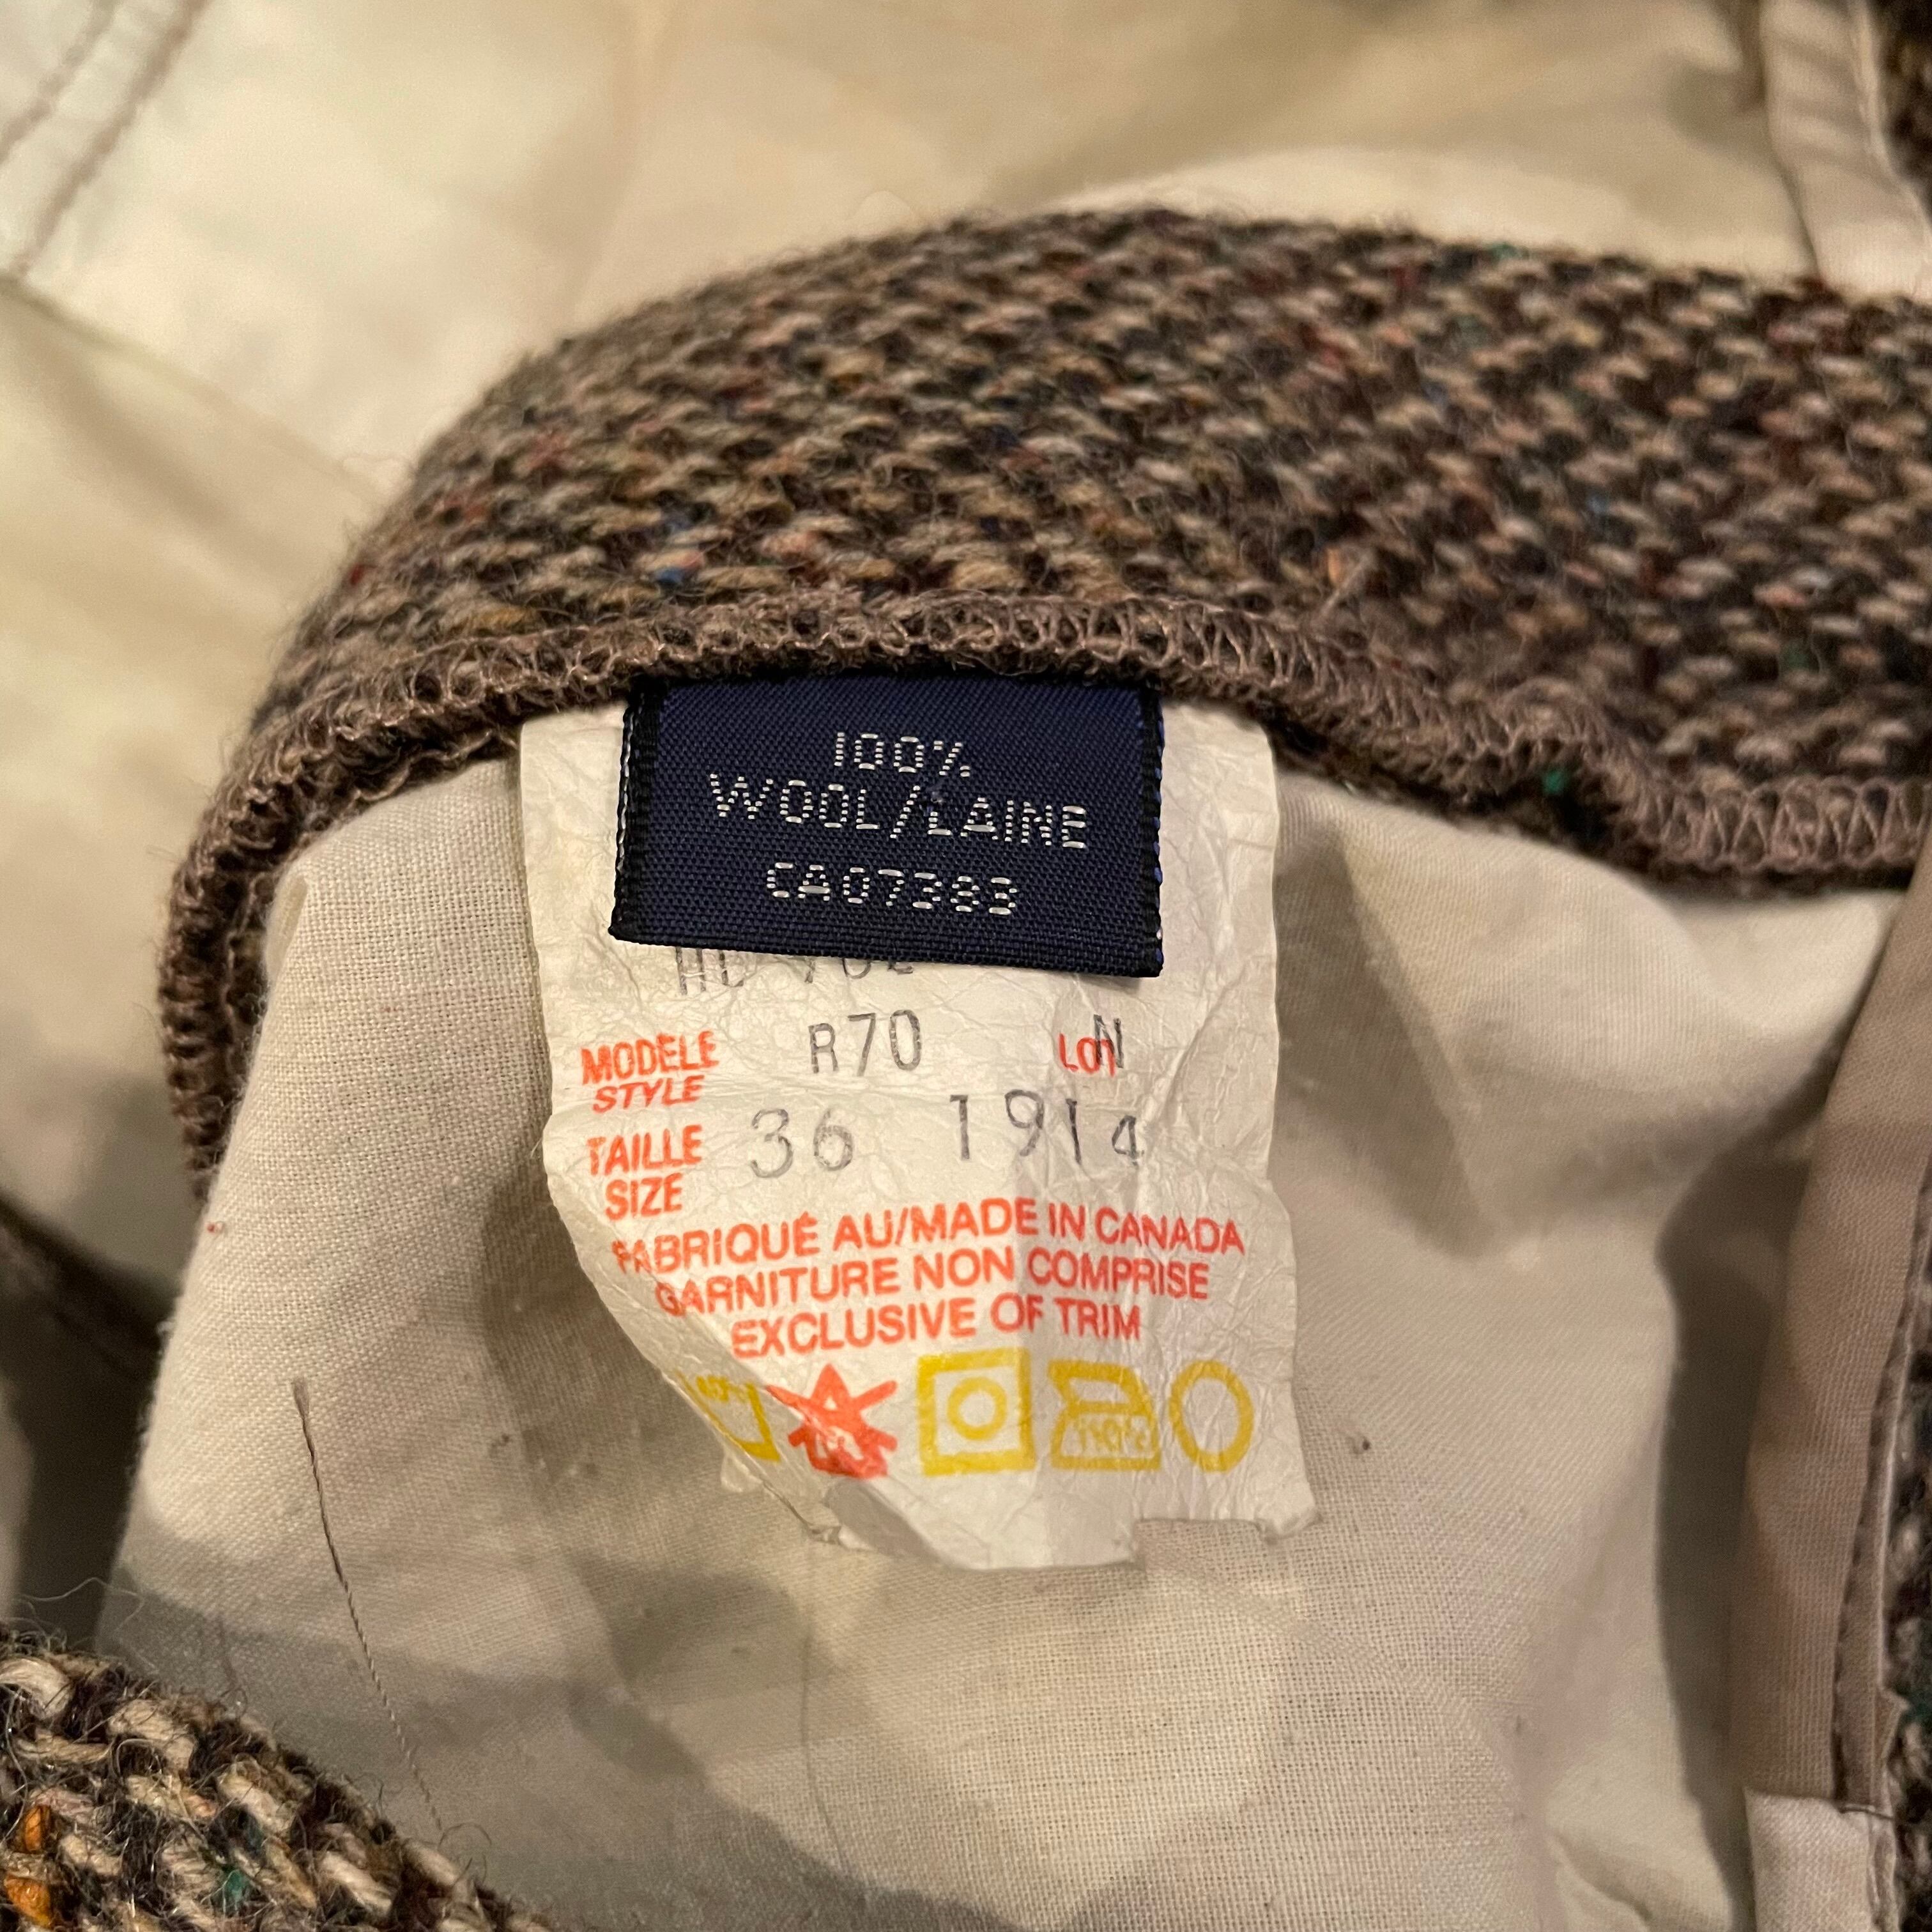 100%
WOOL/LAINE
CA07383
MODÈLE R70 LOT N
STYLE
TAILLE 36 1914
SIZE
FABRIQUÉ AU/MADE IN CANADA
GARNITURE NON COMPRISE
EXCLUSIVE OF TRIM